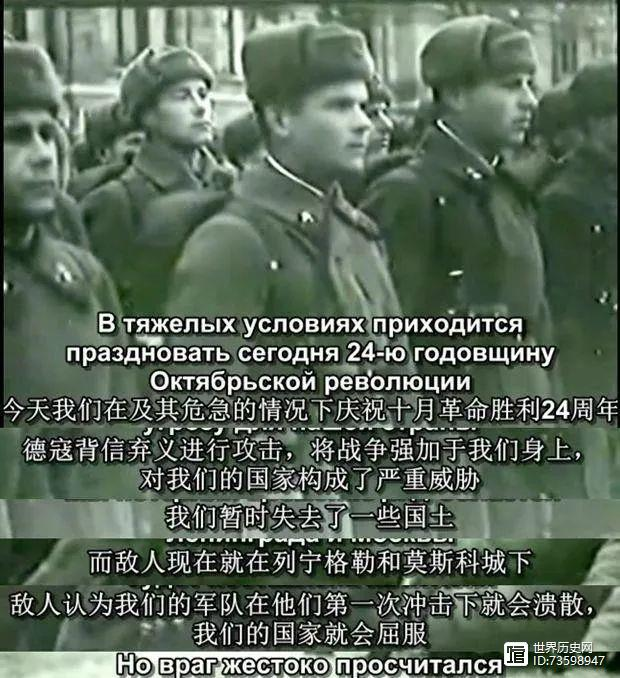 В тяжелых условиях приходится
праздновать сегодня 24-ю годовщину
Октябрьской революции
今天我们在及其危急的情况下庆祝十月革命胜利24周年
угрозу для нашей страны
德寇背信弃义进行攻击，将战争强加于我们身上，
对我们的国家构成了严重威胁
我们暂时失去了一些国土
Ленинграда и Москвы
而敌人现在就在列宁格勒和莫斯科城下
敌人认为我们的军队在他们第一次冲击下就会溃散，
我们的国家就会屈服
Но враг жестоко просчитался
世界历史网
ID:73598947